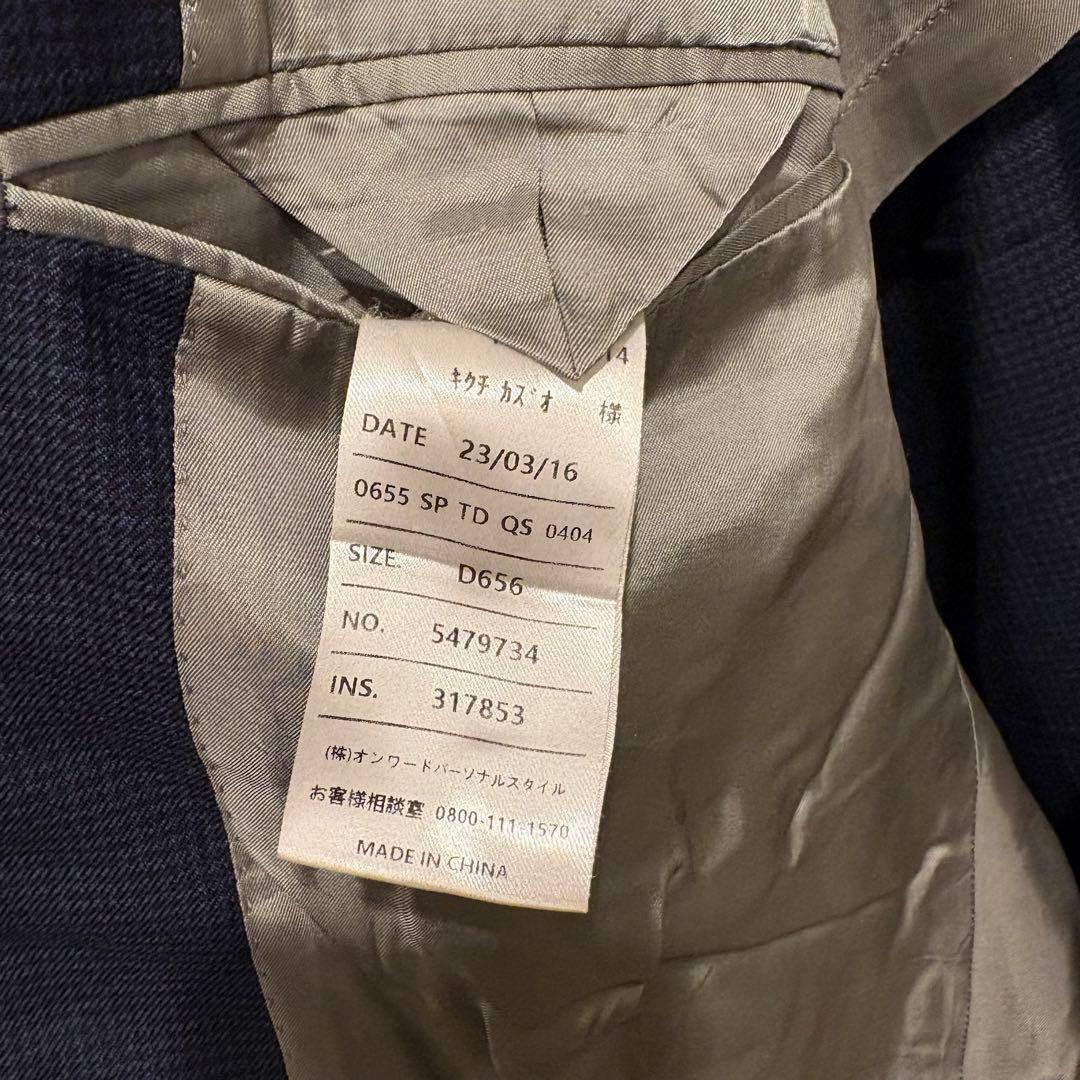 14
ｷｸﾁ ｶｽﾞｵ 様
DATE 23/03/16
0655 SP TD QS 0404
SIZE. D656
NO. 5479734
INS. 317853
(株)オンワードパーソナルスタイル
お客様相談室 0800-111-1570
MADE IN CHINA